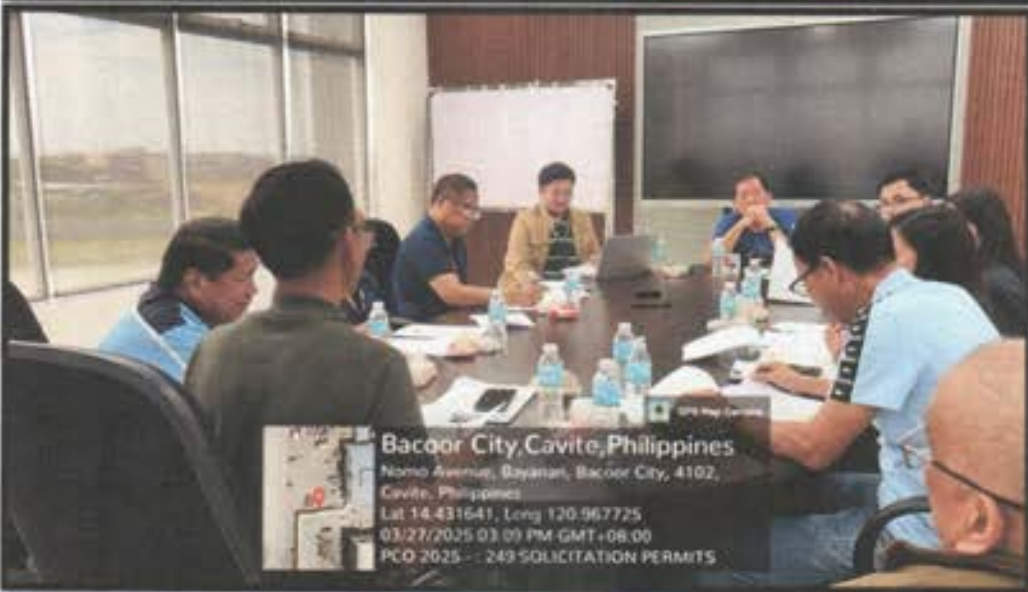 GPS Map Camera
Bacoor City,Cavite,Philippines
Nomo Avenue, Bayanan, Bacoor City, 4102,
Cavite, Philippines
Lat 14.431641, Long 120.967725
03/27/2025 03:09 PM GMT+08:00
PCO 2025 - : 249 SOLICITATION PERMITS